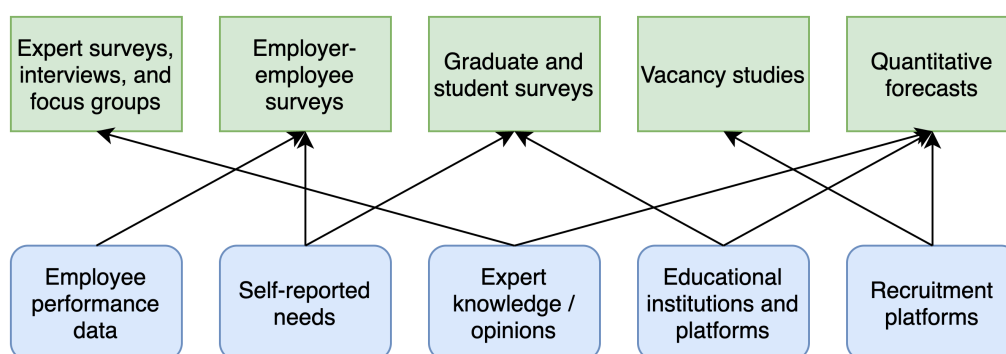 Expert surveys,
interviews, and
focus groups
Employer-
employee
surveys
Graduate and
student surveys
Vacancy studies
Quantitative
forecasts
Employee
performance
data
Self-reported
needs
Expert
knowledge /
opinions
Educational
institutions and
platforms
Recruitment
platforms